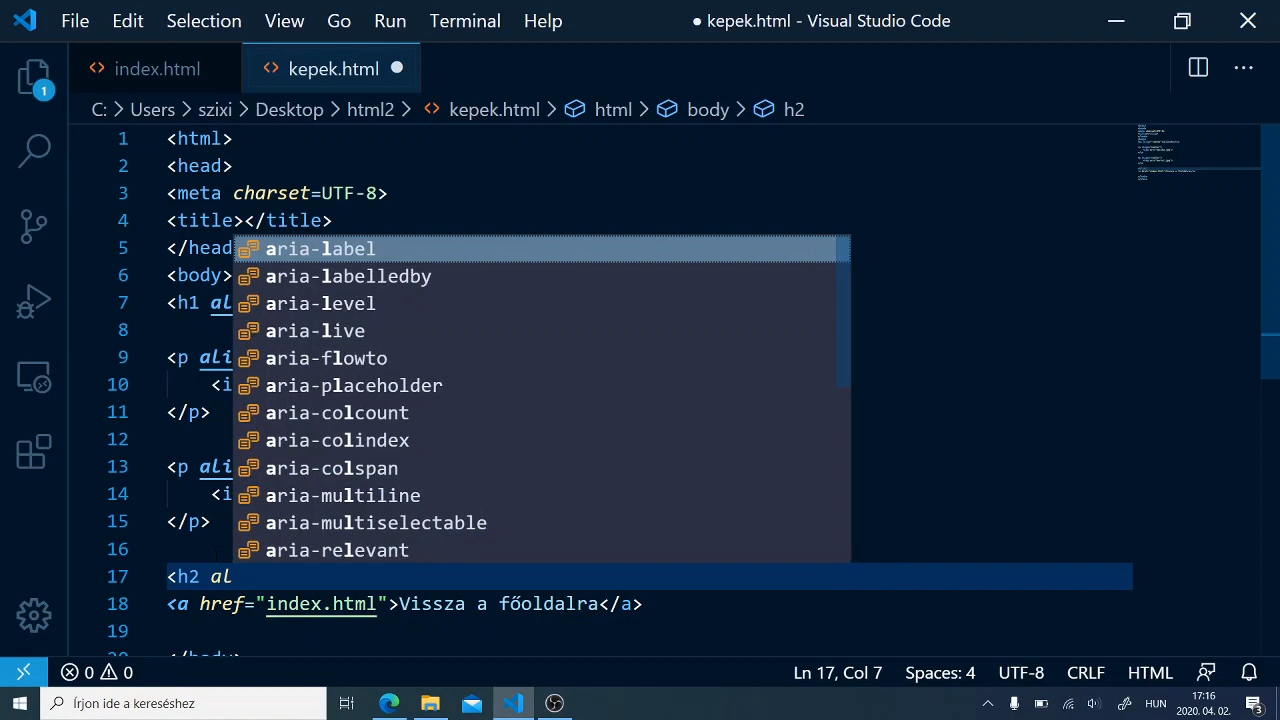 File Edit Selection View Go Run Terminal Help ● kepek.html - Visual Studio Code
index.html kepek.html
1
C: > Users > szixi > Desktop > html2 > kepek.html > html > body > h2
1 <html>
2 <head>
3 <meta charset=UTF-8>
4 <title></title>
5 </head
6 <body>
7 <h1 al
8
9 <p ali
10 <i
11 </p>
12
13 <p ali
14 <i
15 </p>
16
17 <h2 al
18 <a href="index.html">Vissza a főoldalra</a>
19
aria-label
aria-labelledby
aria-level
aria-live
aria-flowto
aria-placeholder
aria-colcount
aria-colindex
aria-colspan
aria-multiline
aria-multiselectable
aria-relevant
0 0 Ln 17, Col 7 Spaces: 4 UTF-8 CRLF HTML
Írjon ide a kereséshez HUN 17:16
2020. 04. 02. 3